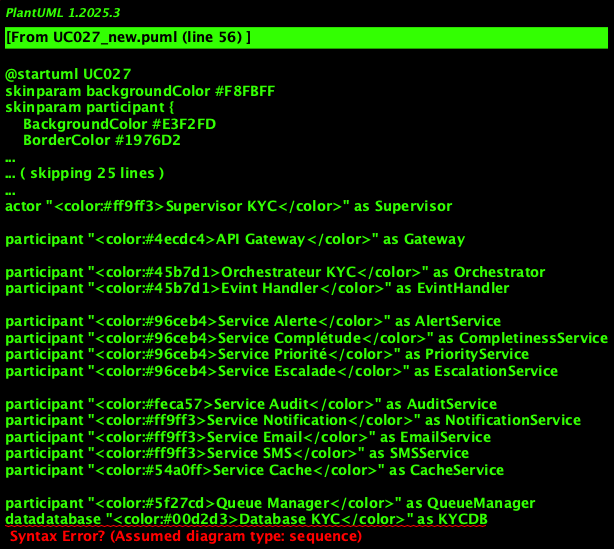 PlantUML 1.2025.3
[From UC027_new.puml (line 56) ]
@startuml UC027
skinparam backgroundColor #F8FBFF
skinparam participant {
BackgroundColor #E3F2FD
BorderColor #1976D2
...
... ( skipping 25 lines )
...
actor "<color:#ff9ff3>Supervisor KYC</color>" as Supervisor
participant "<color:#4ecdc4>API Gateway</color>" as Gateway
participant "<color:#45b7d1>Orchestrateur KYC</color>" as Orchestrator
participant "<color:#45b7d1>Evint Handler</color>" as EvintHandler
participant "<color:#96ceb4>Service Alerte</color>" as AlertService
participant "<color:#96ceb4>Service Complétude</color>" as CompletinessService
participant "<color:#96ceb4>Service Priorité</color>" as PriorityService
participant "<color:#96ceb4>Service Escalade</color>" as EscalationService
participant "<color:#feca57>Service Audit</color>" as AuditService
participant "<color:#ff9ff3>Service Notification</color>" as NotificationService
participant "<color:#ff9ff3>Service Email</color>" as EmailService
participant "<color:#ff9ff3>Service SMS</color>" as SMSService
participant "<color:#54a0ff>Service Cache</color>" as CacheService
participant "<color:#5f27cd>Queue Manager</color>" as QueueManager
datadatabase "<color:#00d2d3>Database KYC</color>" as KYCDB
Syntax Error? (Assumed diagram type: sequence)